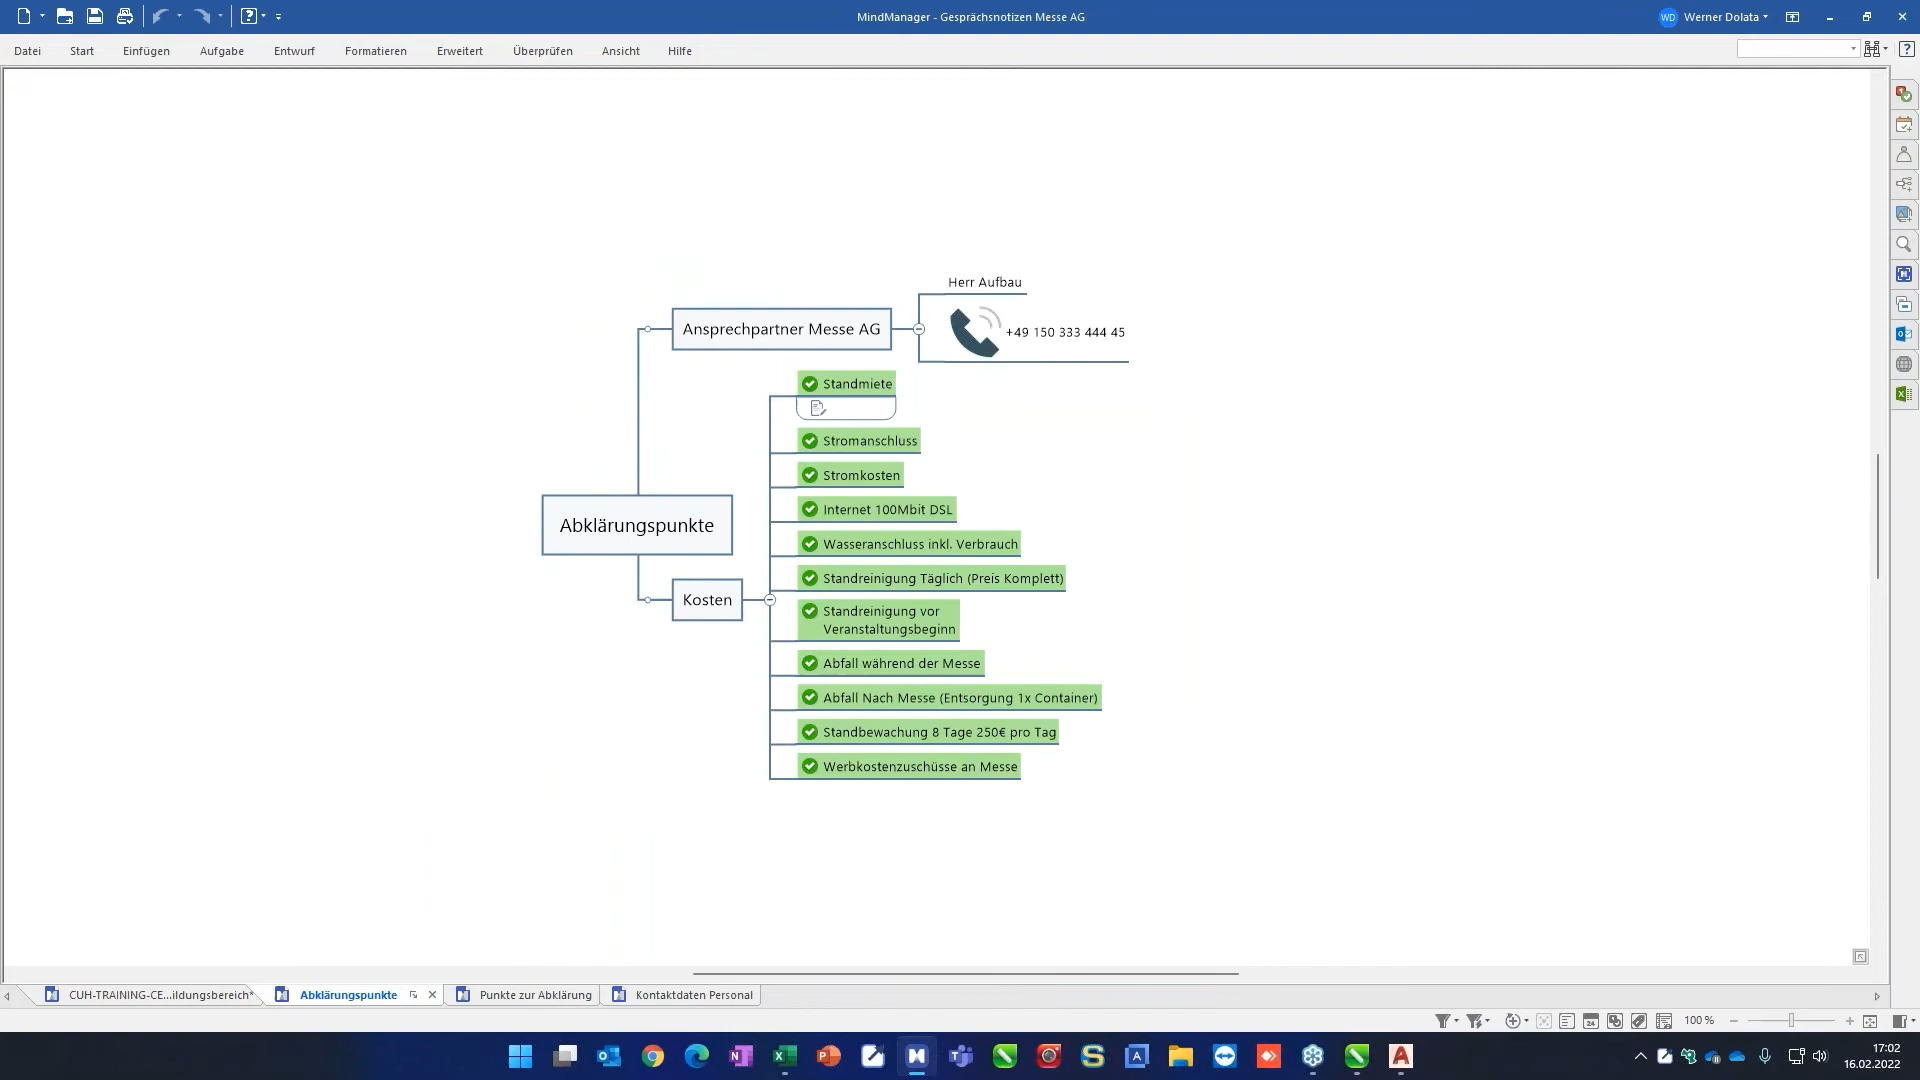 MindManager - Gesprächsnotizen Messe AG
WD Werner Dolata
Datei Start Einfügen Aufgabe Entwurf Formatieren Erweitert Überprüfen Ansicht Hilfe
Herr Aufbau
Ansprechpartner Messe AG
+49 150 333 444 45
Standmiete
Stromanschluss
Stromkosten
Internet 100Mbit DSL
Abklärungspunkte
Wasseranschluss inkl. Verbrauch
Standreinigung Täglich (Preis Komplett)
Kosten
Standreinigung vor
Veranstaltungsbeginn
Abfall während der Messe
Abfall Nach Messe (Entsorgung 1x Container)
Standbewachung 8 Tage 250€ pro Tag
Werbkostenzuschüsse an Messe
CUH-TRAINING-CE...ildungsbereich* Abklärungspunkte Punkte zur Abklärung Kontaktdaten Personal
100 %
17:02
16.02.2022